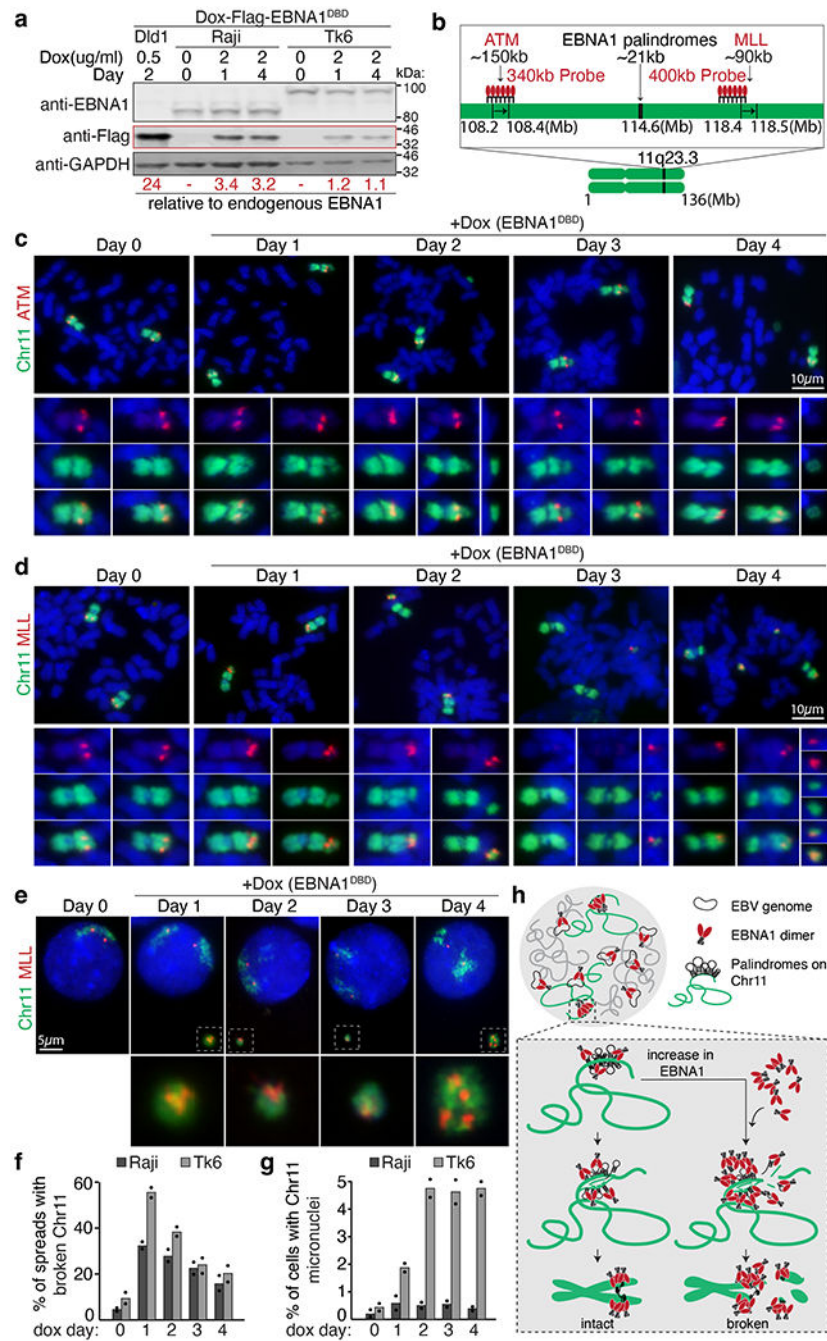 a
Dox-Flag-EBNA1DBD
Dld1 Raji Tk6
Dox(ug/ml) 0.5 0 2 2 0 2 2
Day 2 0 1 4 0 1 4 kDa:
anti-EBNA1
100
80
anti-Flag
46
32
anti-GAPDH
46
32
24 - 3.4 3.2 - 1.2 1.1
relative to endogenous EBNA1
b
ATM EBNA1 palindromes MLL
~150kb ~21kb ~90kb
340kb Probe 400kb Probe
108.2 108.4(Mb) 114.6(Mb) 118.4 118.5(Mb)
11q23.3
1 136(Mb)
c
+Dox (EBNA1DBD)
Day 0 Day 1 Day 2 Day 3 Day 4
Chr11 ATM
10µm
d
+Dox (EBNA1DBD)
Day 0 Day 1 Day 2 Day 3 Day 4
Chr11 MLL
10µm
e
+Dox (EBNA1DBD)
Day 0 Day 1 Day 2 Day 3 Day 4
Chr11 MLL
5µm
f
Raji Tk6
% of spreads with
broken Chr11
60
40
20
0
dox day: 0 1 2 3 4
g
Raji Tk6
% of cells with Chr11
micronuclei
5
4
3
2
1
0
dox day: 0 1 2 3 4
h
EBV genome
EBNA1 dimer
Palindromes on
Chr11
increase in
EBNA1
intact broken